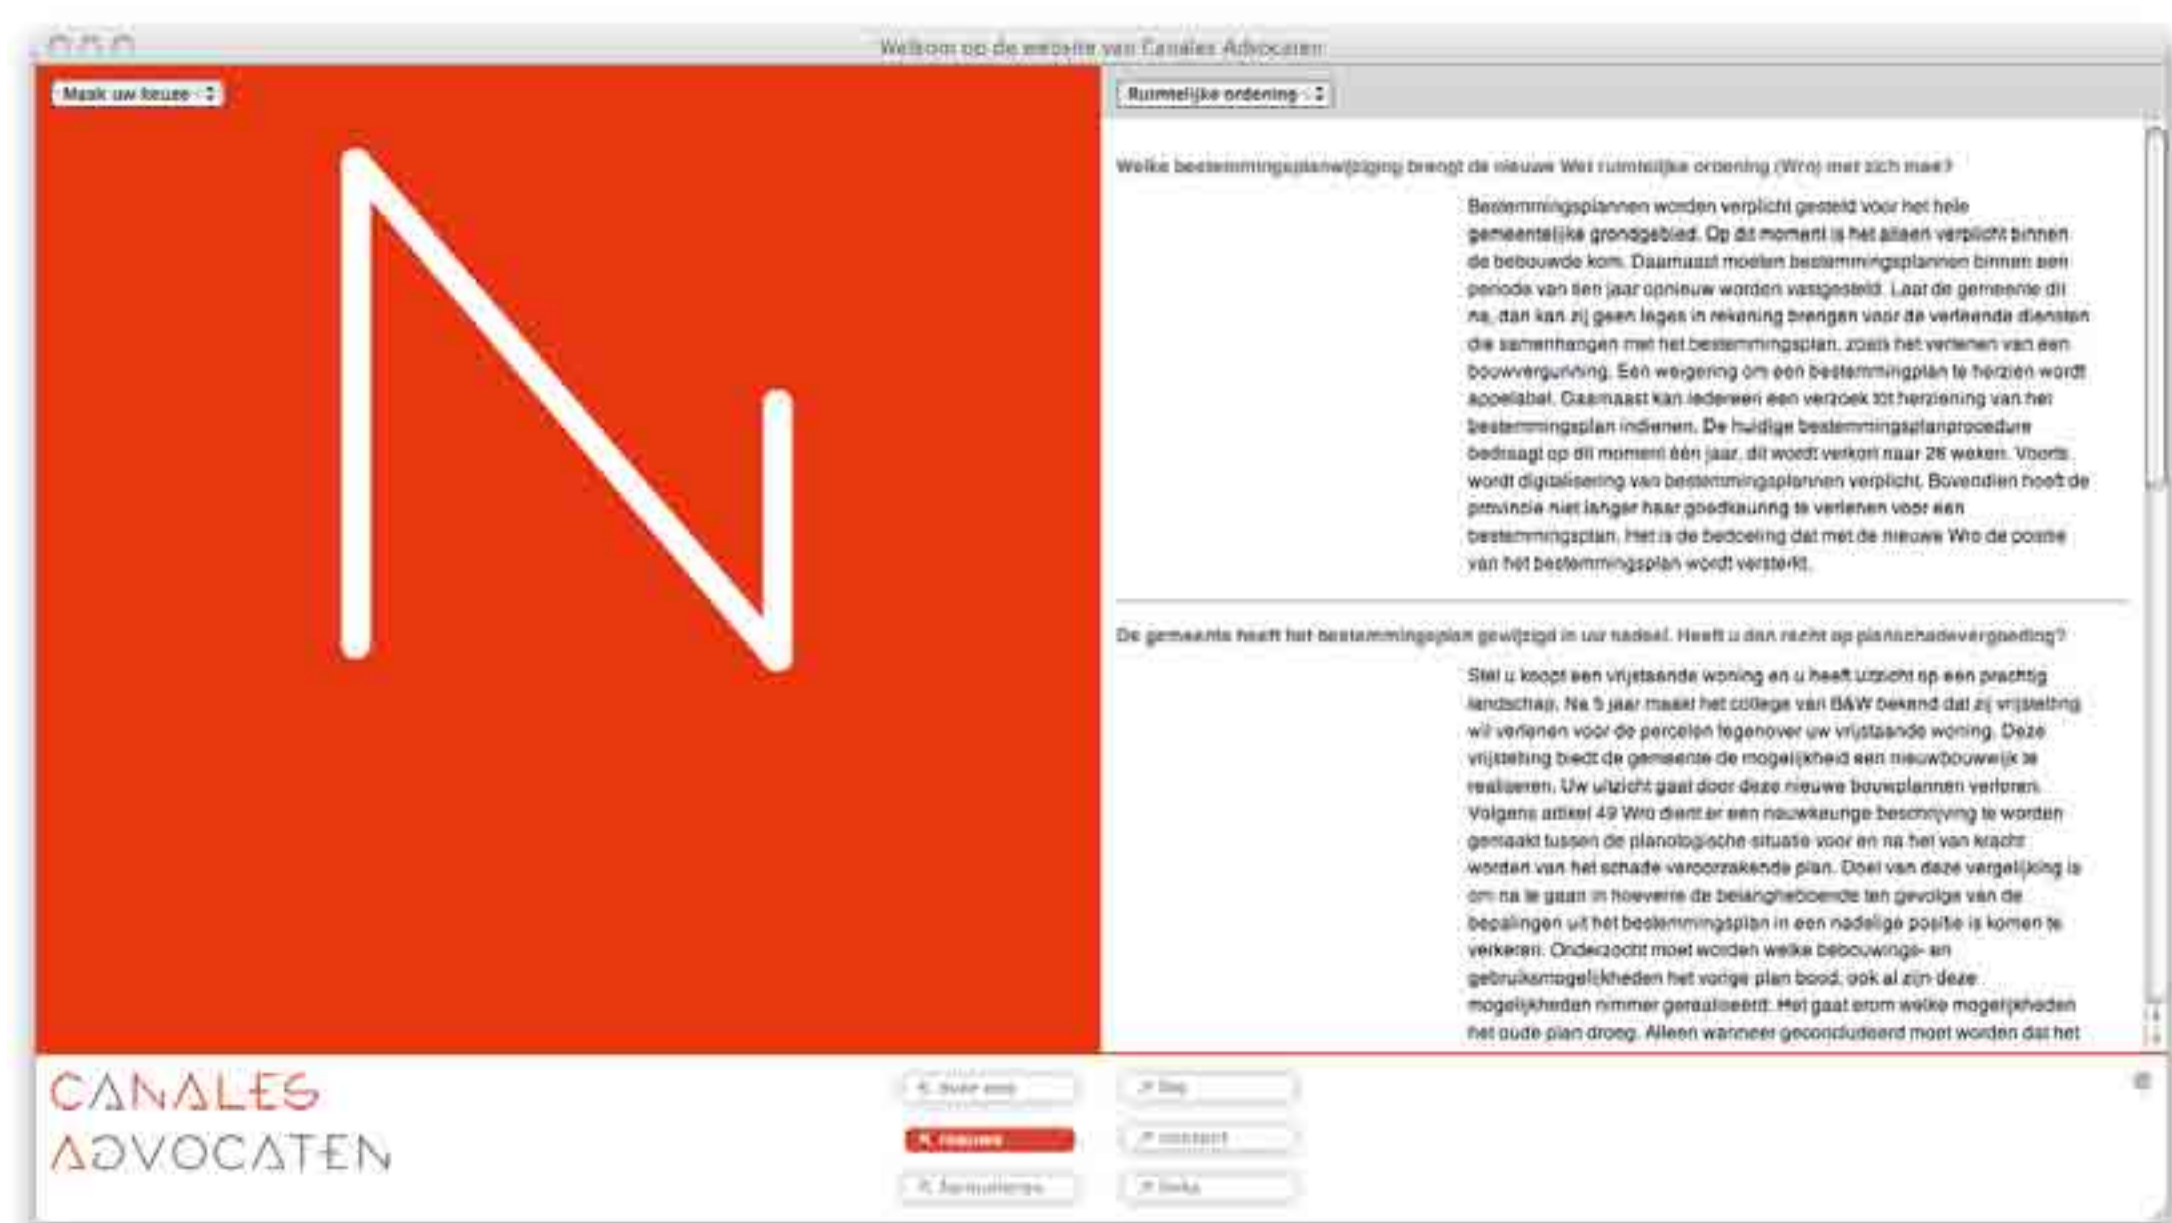 Welkom op de website van Canales Advocaten
Maak uw keuze
Ruimtelijke ordening
N
Welke bestemmingsplanwijziging brengt de nieuwe Wet ruimtelijke ordening (Wro) met zich mee?
Bestemmingsplannen worden verplicht gesteld voor het hele
gemeentelijke grondgebied. Op dit moment is het alleen verplicht binnen
de bebouwde kom. Daarnaast moeten bestemmingsplannen binnen een
periode van tien jaar opnieuw worden vastgesteld. Laat de gemeente dit
na, dan kan zij geen leges in rekening brengen voor de verleende diensten
die samenhangen met het bestemmingsplan, zoals het verlenen van een
bouwvergunning. Een weigering om een bestemmingplan te herzien wordt
appelabel. Daarnaast kan iedereen een verzoek tot herziening van het
bestemmingsplan indienen. De huidige bestemmingsplanprocedure
bedraagt op dit moment één jaar, dit wordt verkort naar 26 weken. Voorts
wordt digitalisering van bestemmingsplannen verplicht. Bovendien hoeft de
provincie niet langer haar goedkeuring te verlenen voor een
bestemmingsplan. Het is de bedoeling dat met de nieuwe Wro de positie
van het bestemmingsplan wordt versterkt.
De gemeente heeft het bestemmingsplan gewijzigd in uw nadeel. Heeft u dan recht op planschadevergoeding?
Stel u koopt een vrijstaande woning en u heeft uitzicht op een prachtig
landschap. Na 5 jaar maakt het college van B&W bekend dat zij vrijstelling
wil verlenen voor de percelen tegenover uw vrijstaande woning. Deze
vrijstelling biedt de gemeente de mogelijkheid een nieuwbouwwijk te
realiseren. Uw uitzicht gaat door deze nieuwe bouwplannen verloren.
Volgens artikel 49 Wro dient er een nauwkeurige beschrijving te worden
gemaakt tussen de planologische situatie voor en na het van kracht
worden van het schade veroorzakende plan. Doel van deze vergelijking is
om na te gaan in hoeverre de belanghebbende ten gevolge van de
bepalingen uit het bestemmingsplan in een nadelige positie is komen te
verkeren. Onderzocht moet worden welke bebouwings- en
gebruiksmogelijkheden het vorige plan bood, ook al zijn deze
mogelijkheden nimmer gerealiseerd. Het gaat erom welke mogelijkheden
het oude plan droeg. Alleen wanneer geconcludeerd moet worden dat het
CANALES
ADVOCATEN
over ons
nieuws
formulieren
faq
contact
links